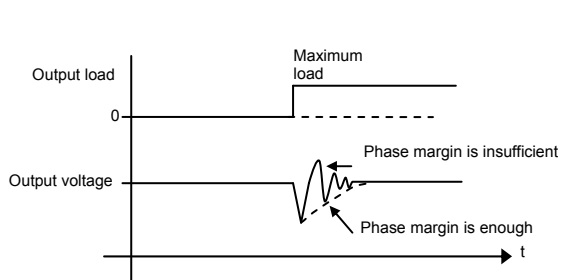 Maximum
load
Output load
0
Phase margin is insufficient
Output voltage
Phase margin is enough
t